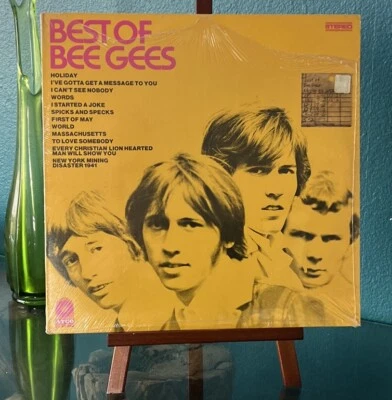 BEST OF
BEE GEES
STEREO
HOLIDAY
I'VE GOTTA GET A MESSAGE TO YOU
I CAN'T SEE NOBODY
WORDS
I STARTED A JOKE
SPICKS AND SPECKS
FIRST OF MAY
WORLD
MASSACHUSETTS
TO LOVE SOMEBODY
EVERY CHRISTIAN LION HEARTED
MAN WILL SHOW YOU
NEW YORK MINING
DISASTER 1941